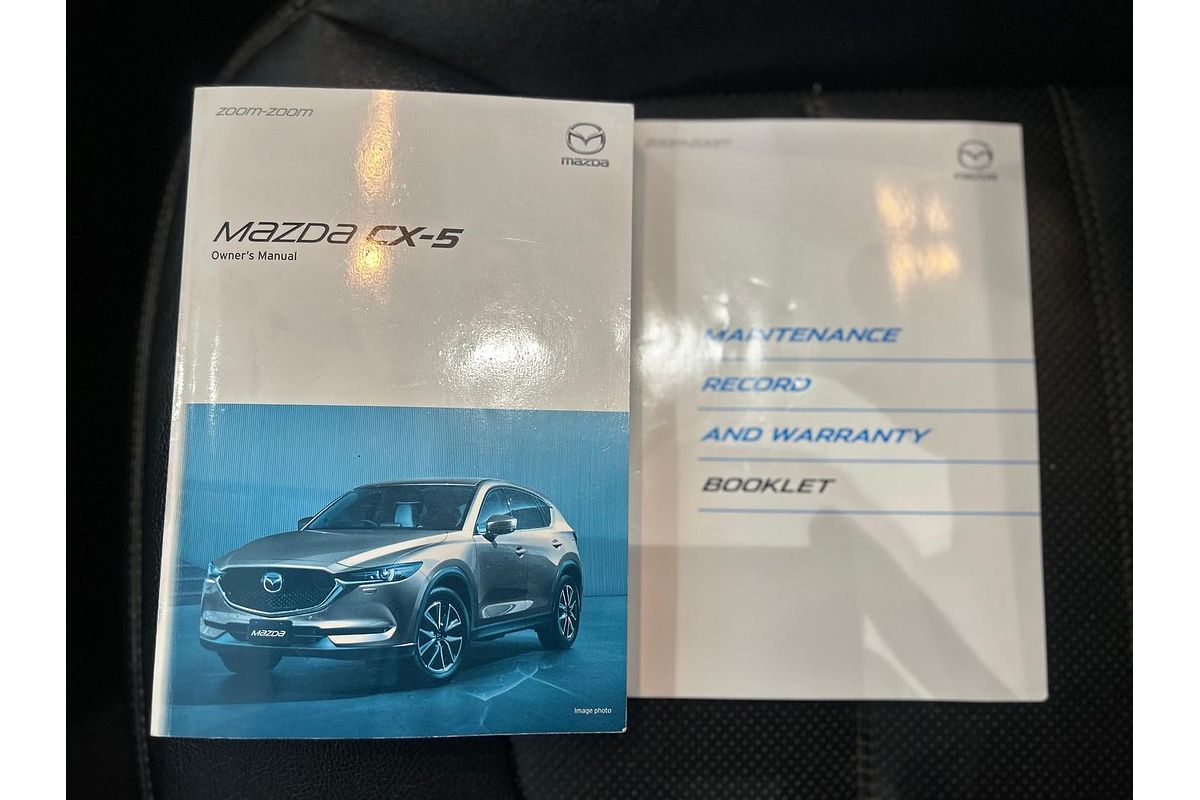 zoom-zoom
mazda
mazda CX-5
Owner's Manual
mazda
Image photo
zoom-zoom
mazda
MAINTENANCE
RECORD
AND WARRANTY
BOOKLET